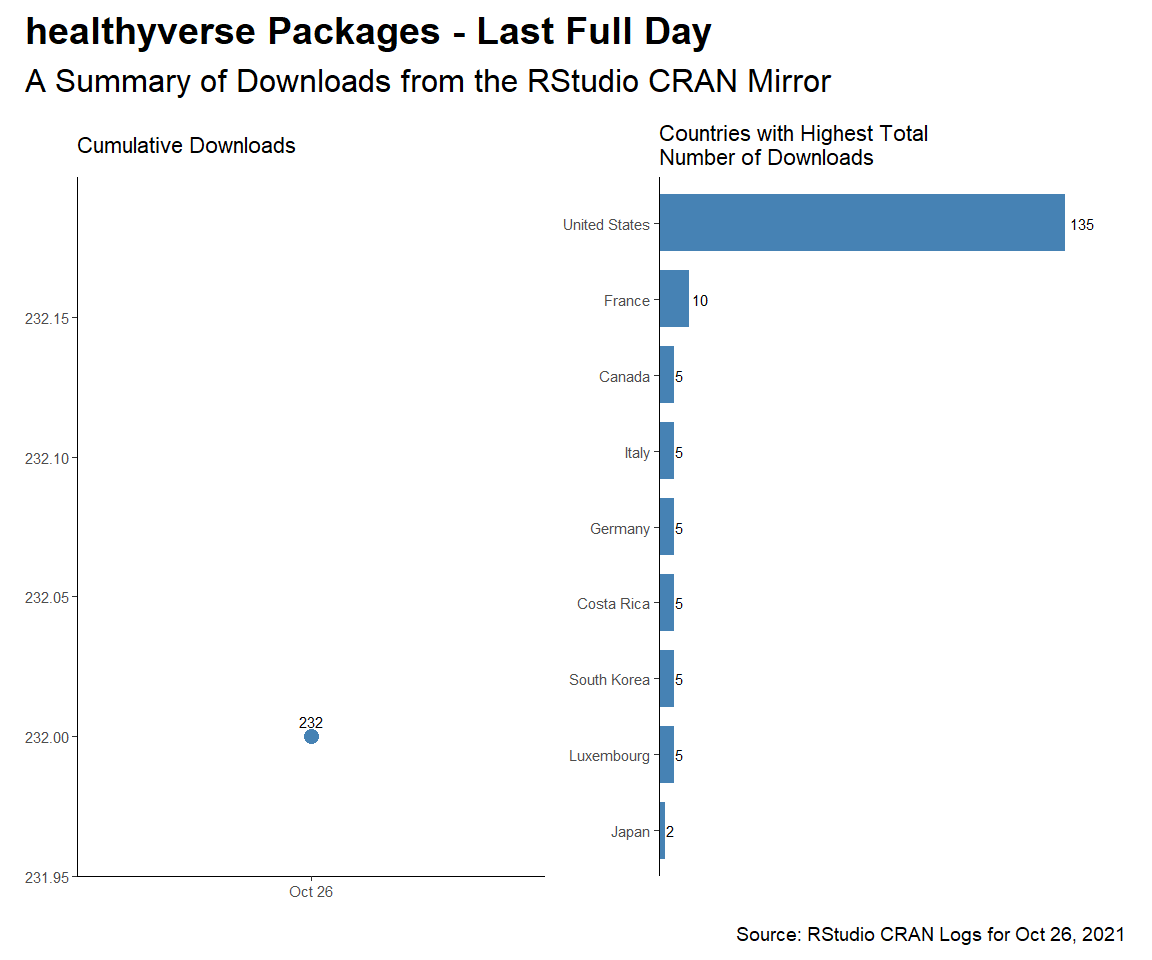 healthyverse Packages - Last Full Day
A Summary of Downloads from the RStudio CRAN Mirror
Cumulative Downloads
232.15
232.10
232.05
232.00
231.95
232
Oct 26
Countries with Highest Total
Number of Downloads
United States 135
France 10
Canada 5
Italy 5
Germany 5
Costa Rica 5
South Korea 5
Luxembourg 5
Japan 2
Source: RStudio CRAN Logs for Oct 26, 2021